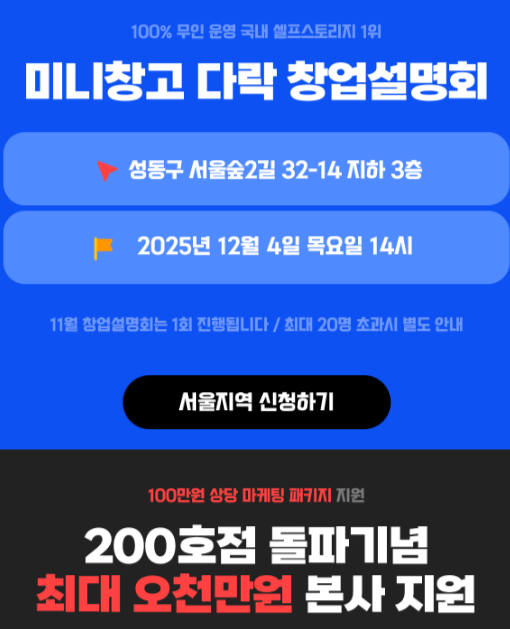 100% 무인 운영 국내 셀프스토리지 1위
미니창고 다락 창업설명회
성동구 서울숲2길 32-14 지하 3층
2025년 12월 4일 목요일 14시
11월 창업설명회는 1회 진행됩니다 / 최대 20명 초과시 별도 안내
서울지역 신청하기
100만원 상당 마케팅 패키지 지원
200호점 돌파기념
최대 오천만원 본사 지원